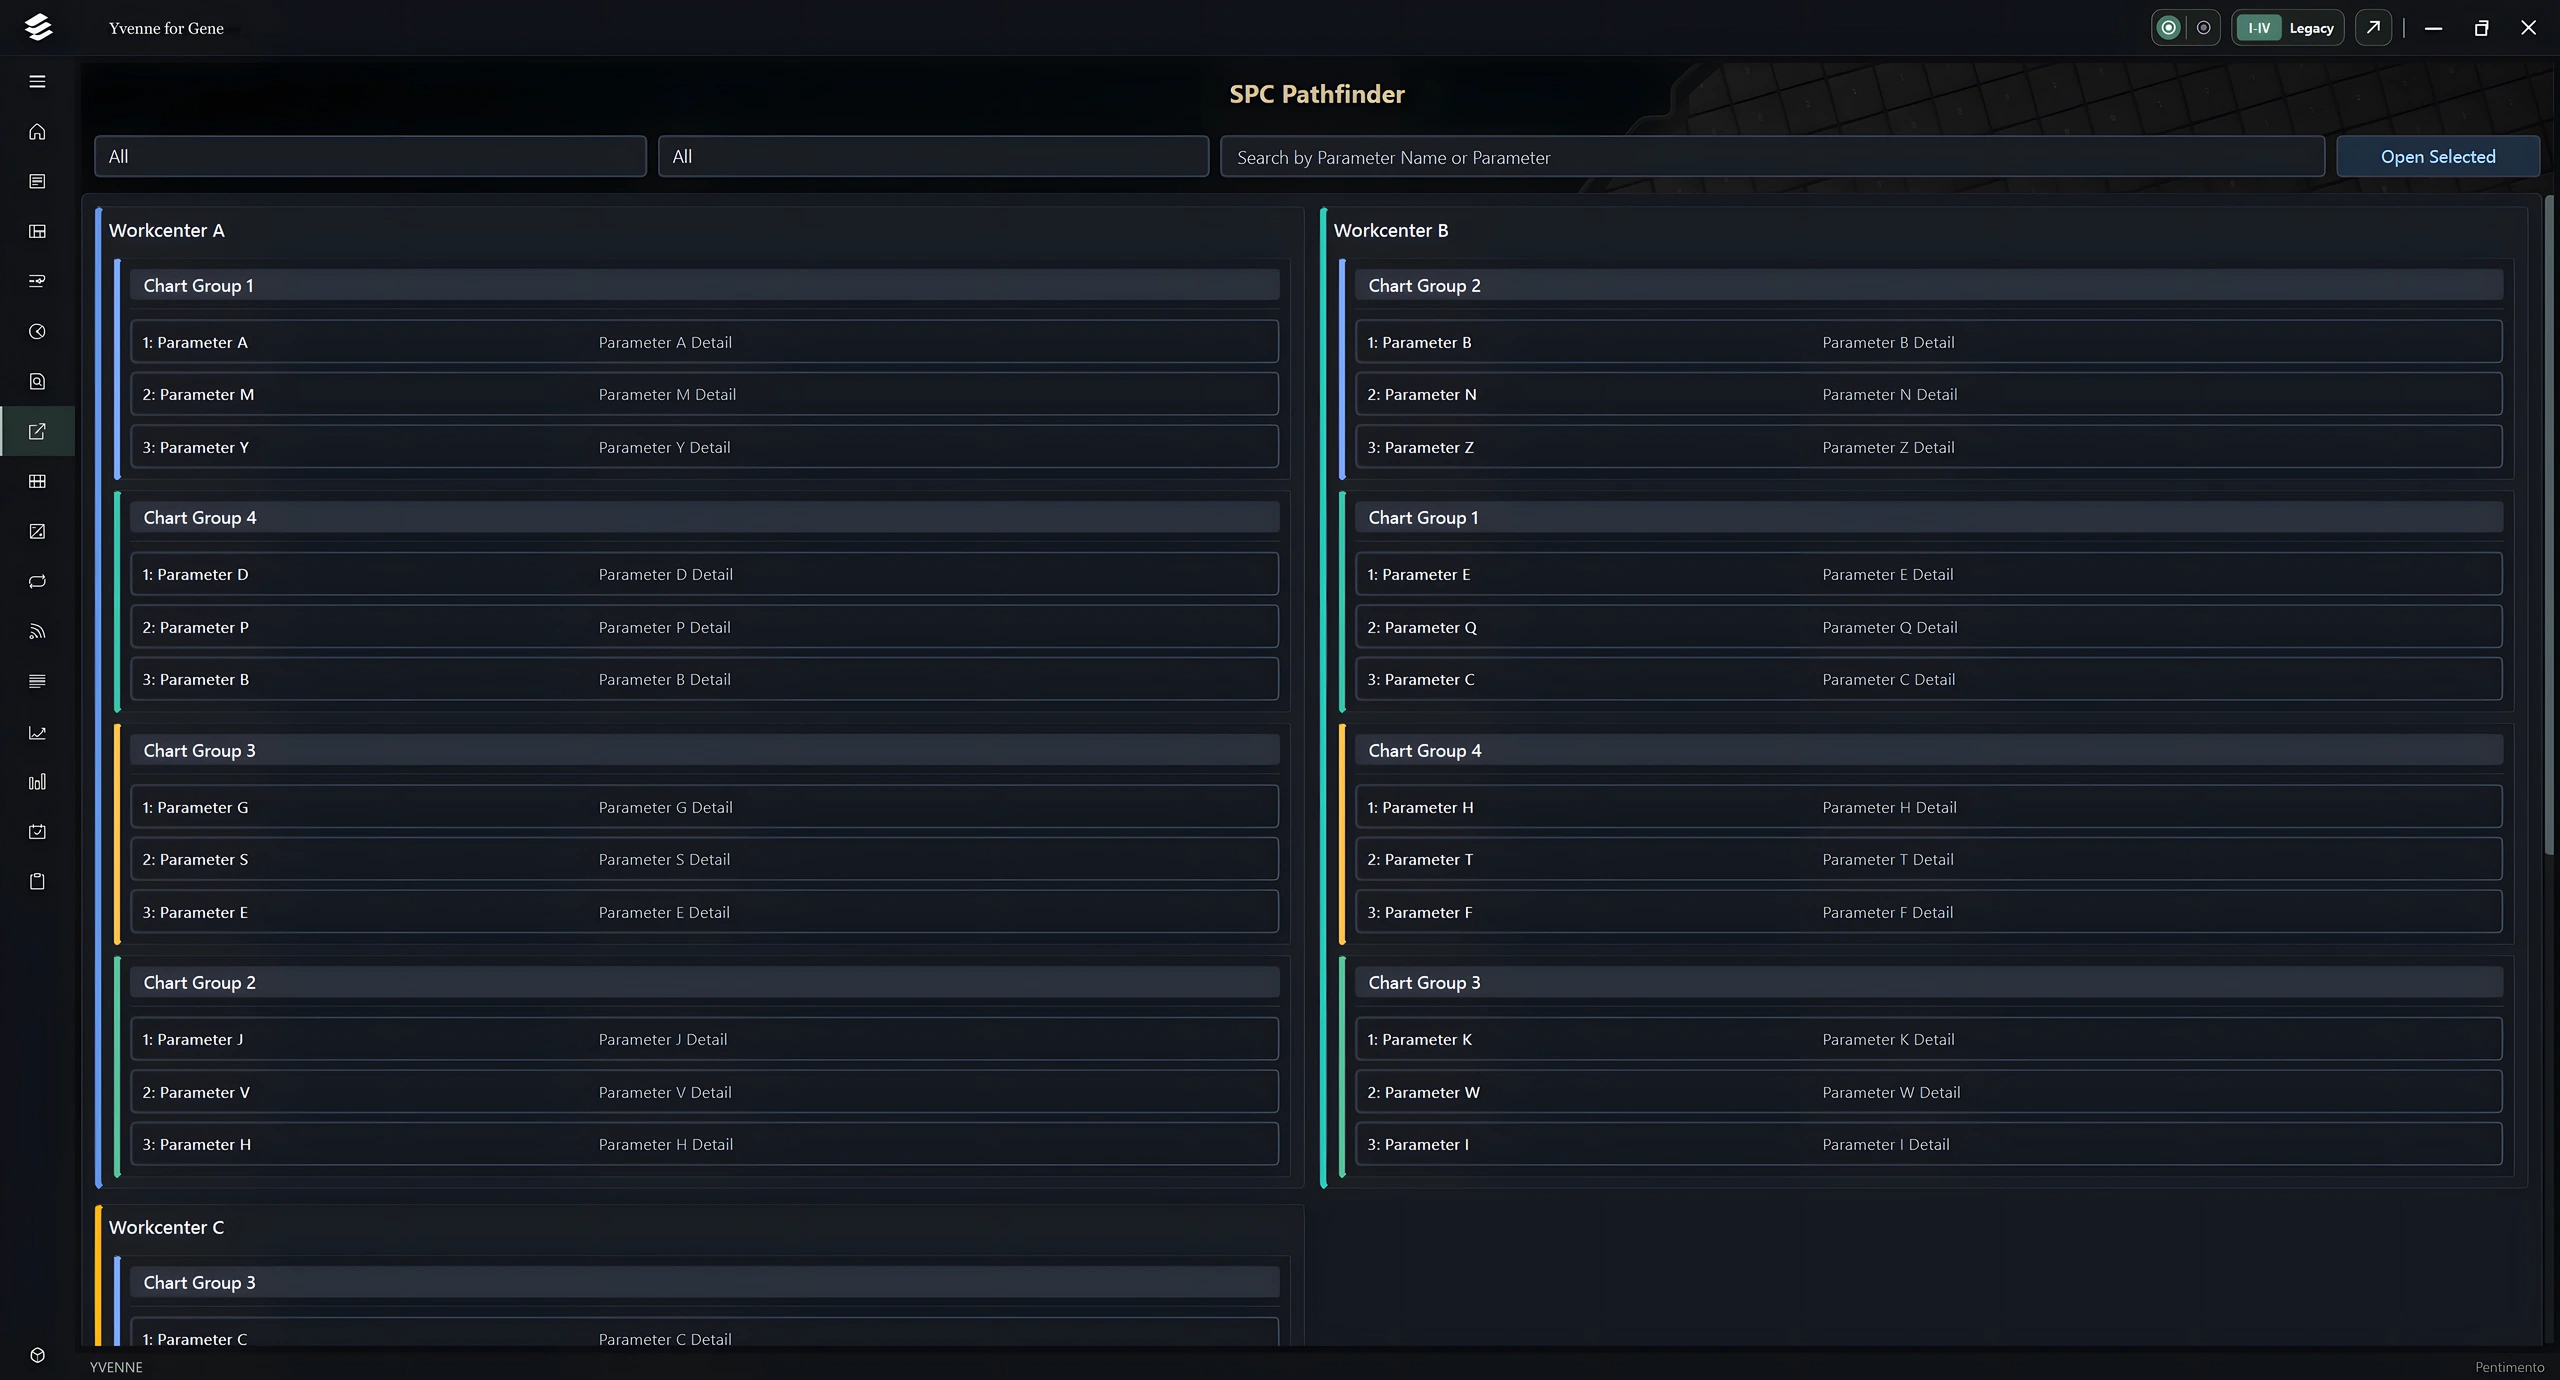 Yvenne for Gene
I-IV Legacy
SPC Pathfinder
All
All
Search by Parameter Name or Parameter
Open Selected
Workcenter A
Chart Group 1
1: Parameter A Parameter A Detail
2: Parameter M Parameter M Detail
3: Parameter Y Parameter Y Detail
Chart Group 4
1: Parameter D Parameter D Detail
2: Parameter P Parameter P Detail
3: Parameter B Parameter B Detail
Chart Group 3
1: Parameter G Parameter G Detail
2: Parameter S Parameter S Detail
3: Parameter E Parameter E Detail
Chart Group 2
1: Parameter J Parameter J Detail
2: Parameter V Parameter V Detail
3: Parameter H Parameter H Detail
Workcenter B
Chart Group 2
1: Parameter B Parameter B Detail
2: Parameter N Parameter N Detail
3: Parameter Z Parameter Z Detail
Chart Group 1
1: Parameter E Parameter E Detail
2: Parameter Q Parameter Q Detail
3: Parameter C Parameter C Detail
Chart Group 4
1: Parameter H Parameter H Detail
2: Parameter T Parameter T Detail
3: Parameter F Parameter F Detail
Chart Group 3
1: Parameter K Parameter K Detail
2: Parameter W Parameter W Detail
3: Parameter I Parameter I Detail
Workcenter C
Chart Group 3
1: Parameter C Parameter C Detail
YVENNE
Pentimento